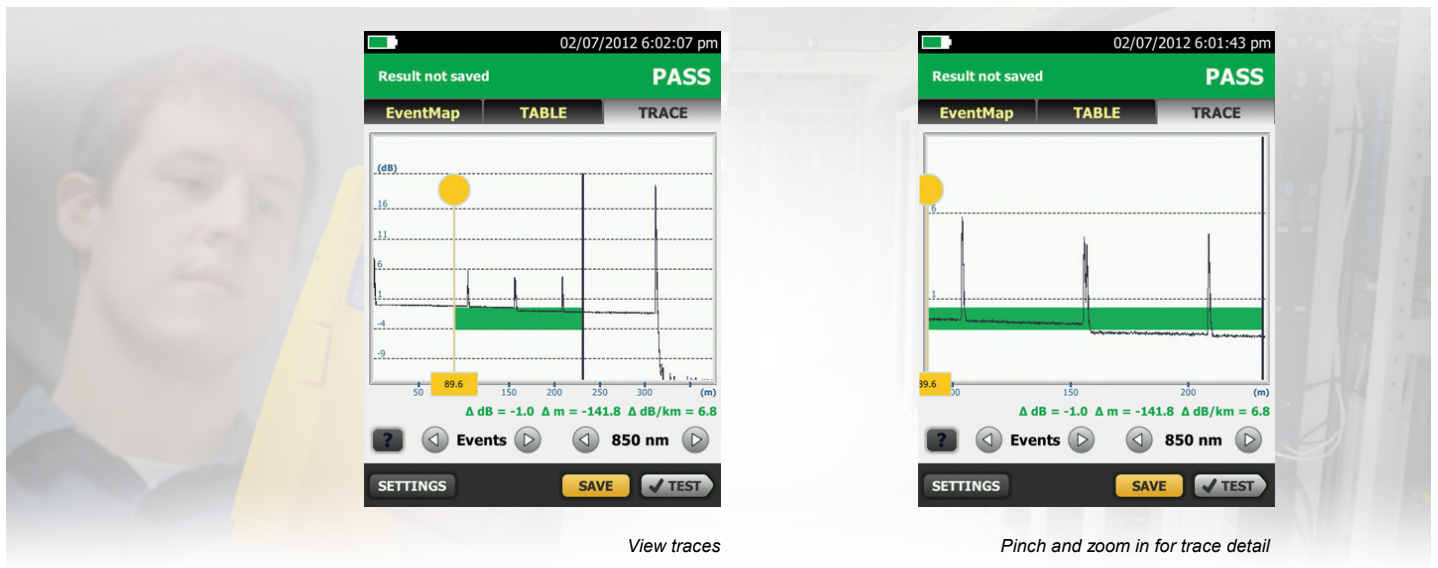 02/07/2012 6:02:07 pm
Result not saved PASS
EventMap TABLE TRACE
(dB)
16
11
6
1
-4
-9
89.6
50 150 200 250 300 (m)
Δ dB = -1.0 Δ m = -141.8 Δ dB/km = 6.8
? Events 850 nm
SETTINGS SAVE TEST
View traces
02/07/2012 6:01:43 pm
Result not saved PASS
EventMap TABLE TRACE
6
1
39.6 00 150 200 (m)
Δ dB = -1.0 Δ m = -141.8 Δ dB/km = 6.8
? Events 850 nm
SETTINGS SAVE TEST
Pinch and zoom in for trace detail